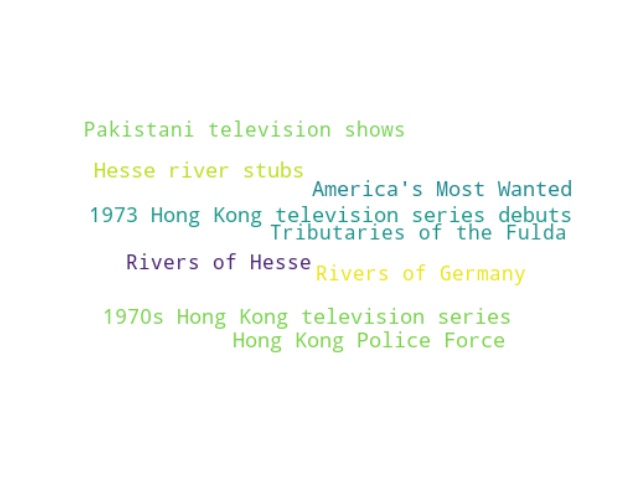 Pakistani television shows
Hesse river stubs
America's Most Wanted
1973 Hong Kong television series debuts
Tributaries of the Fulda
Rivers of Hesse
Rivers of Germany
1970s Hong Kong television series
Hong Kong Police Force